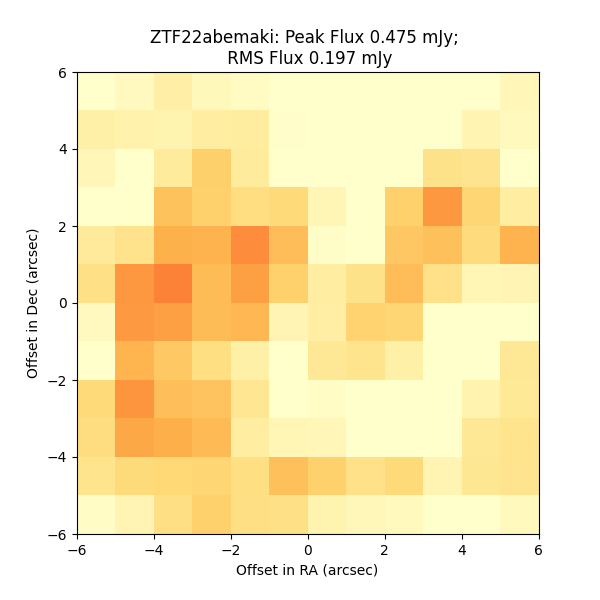 ZTF22abemaki: Peak Flux 0.475 mJy;
RMS Flux 0.197 mJy
6
4
2
0
−2
−4
−6
Offset in Dec (arcsec)
−6 −4 −2 0 2 4 6
Offset in RA (arcsec)